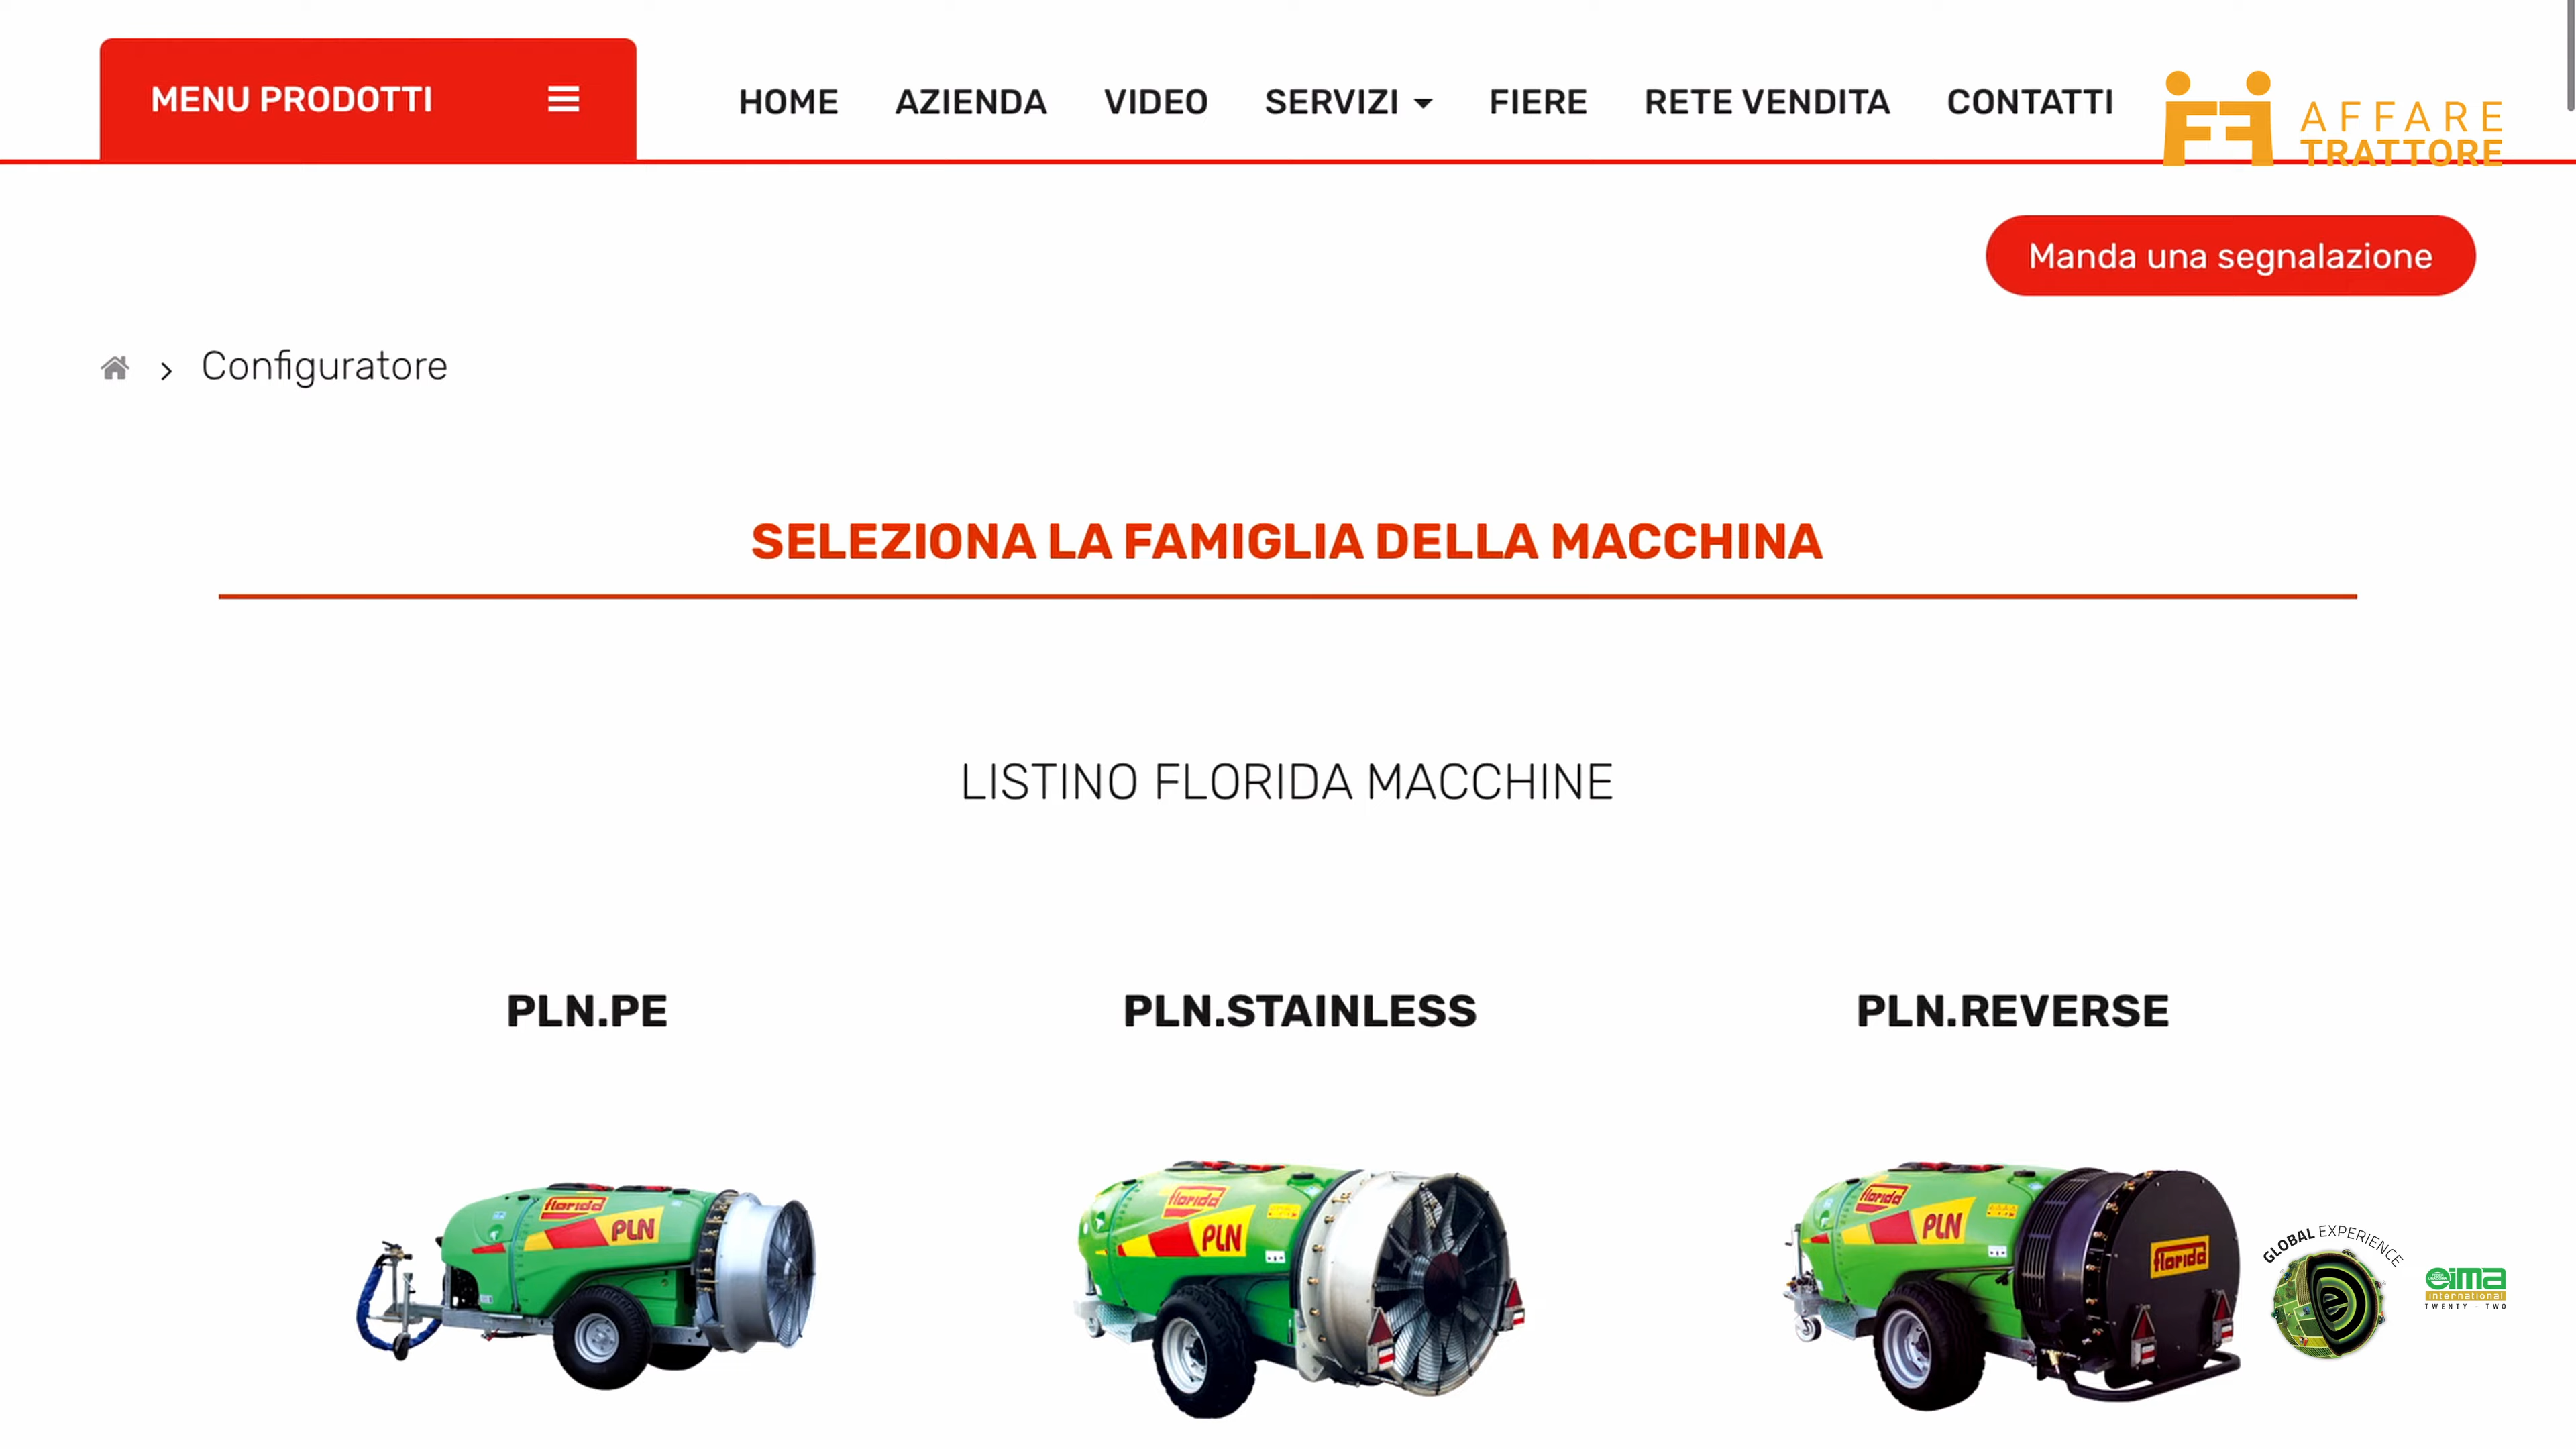 MENU PRODOTTI
HOME AZIENDA VIDEO SERVIZI FIERE RETE VENDITA CONTATTI
AFFARE
TRATTORE
Manda una segnalazione
Configuratore
SELEZIONA LA FAMIGLIA DELLA MACCHINA
LISTINO FLORIDA MACCHINE
PLN.PE PLN.STAINLESS PLN.REVERSE
florida
PLN
florida
PLN
florida
PLN
florida
GLOBAL EXPERIENCE
eima
international
TWENTY - TWO